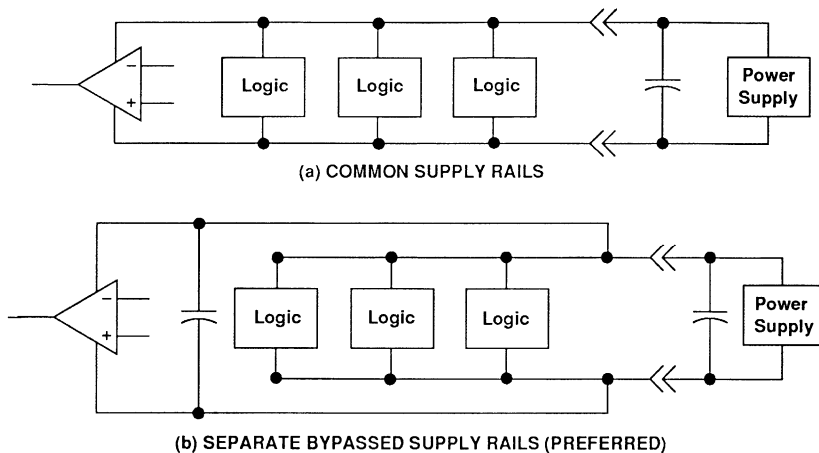 −
+
Logic
Logic
Logic
Power
Supply
(a) COMMON SUPPLY RAILS
−
+
Logic
Logic
Logic
Power
Supply
(b) SEPARATE BYPASSED SUPPLY RAILS (PREFERRED)